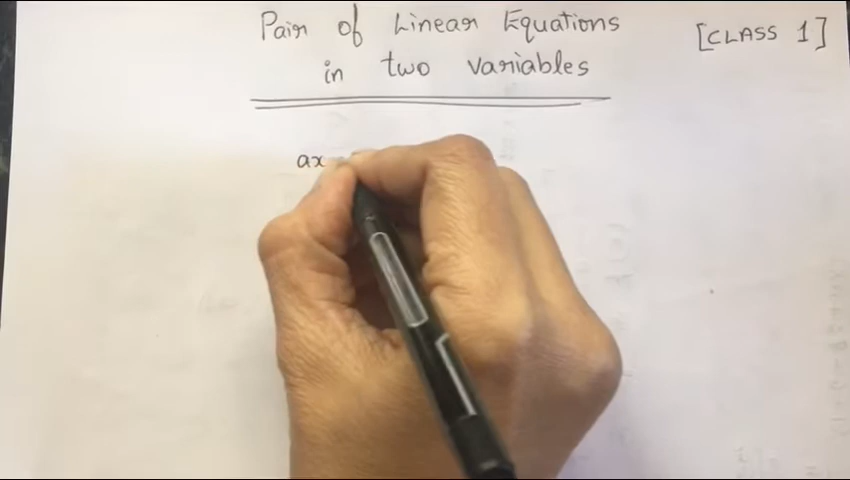 Pair of Linear Equations
in two variables
[CLASS 1]
ax